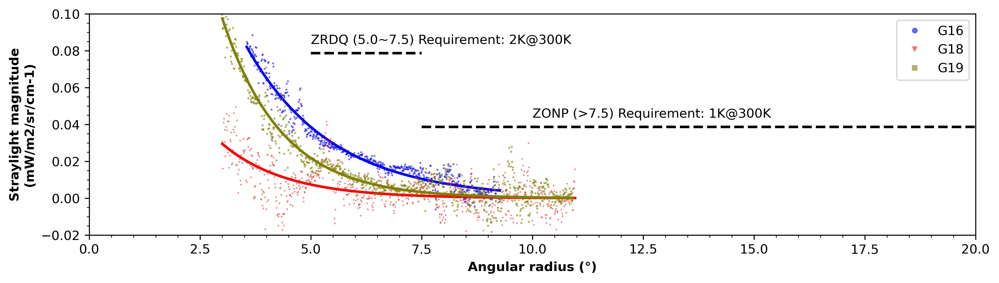 0.10
0.08
0.06
0.04
0.02
0.00
−0.02
Straylight magnitude
(mW/m2/sr/cm-1)
ZRDQ (5.0~7.5) Requirement: 2K@300K
ZONP (>7.5) Requirement: 1K@300K
G16
G18
G19
0.0 2.5 5.0 7.5 10.0 12.5 15.0 17.5 20.0
Angular radius (°)